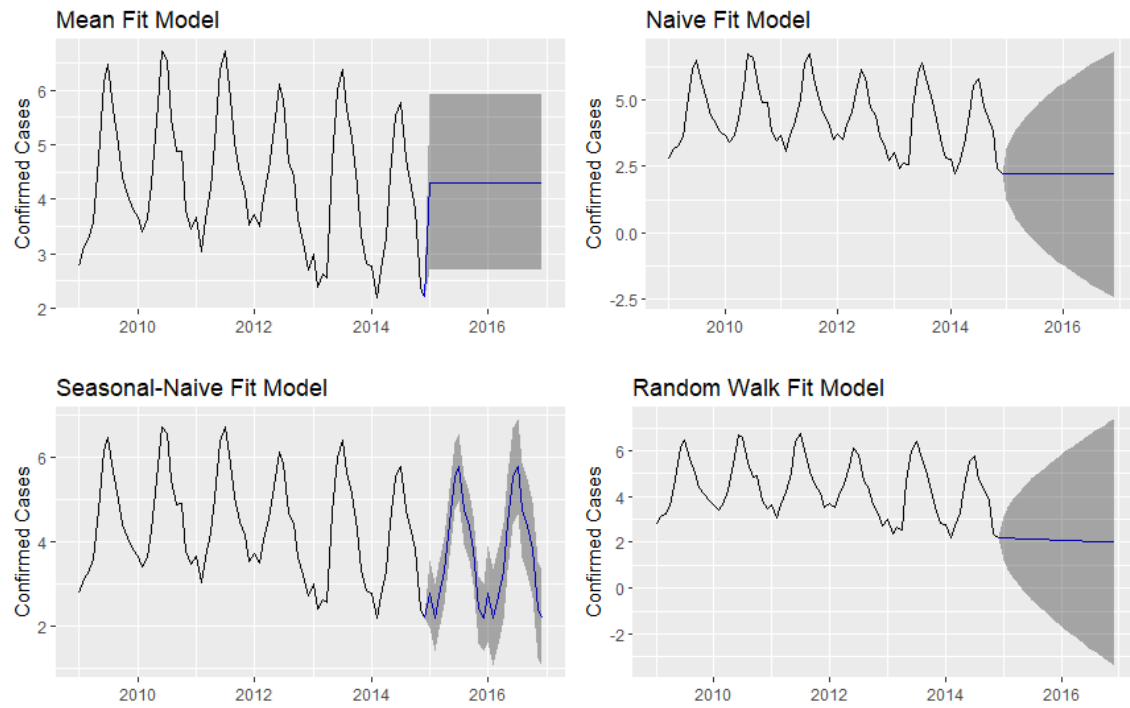 Mean Fit Model
Confirmed Cases
6
5
4
3
2
2010 2012 2014 2016
Naive Fit Model
Confirmed Cases
5.0
2.5
0.0
-2.5
2010 2012 2014 2016
Seasonal-Naive Fit Model
Confirmed Cases
6
4
2
2010 2012 2014 2016
Random Walk Fit Model
Confirmed Cases
6
4
2
0
-2
2010 2012 2014 2016